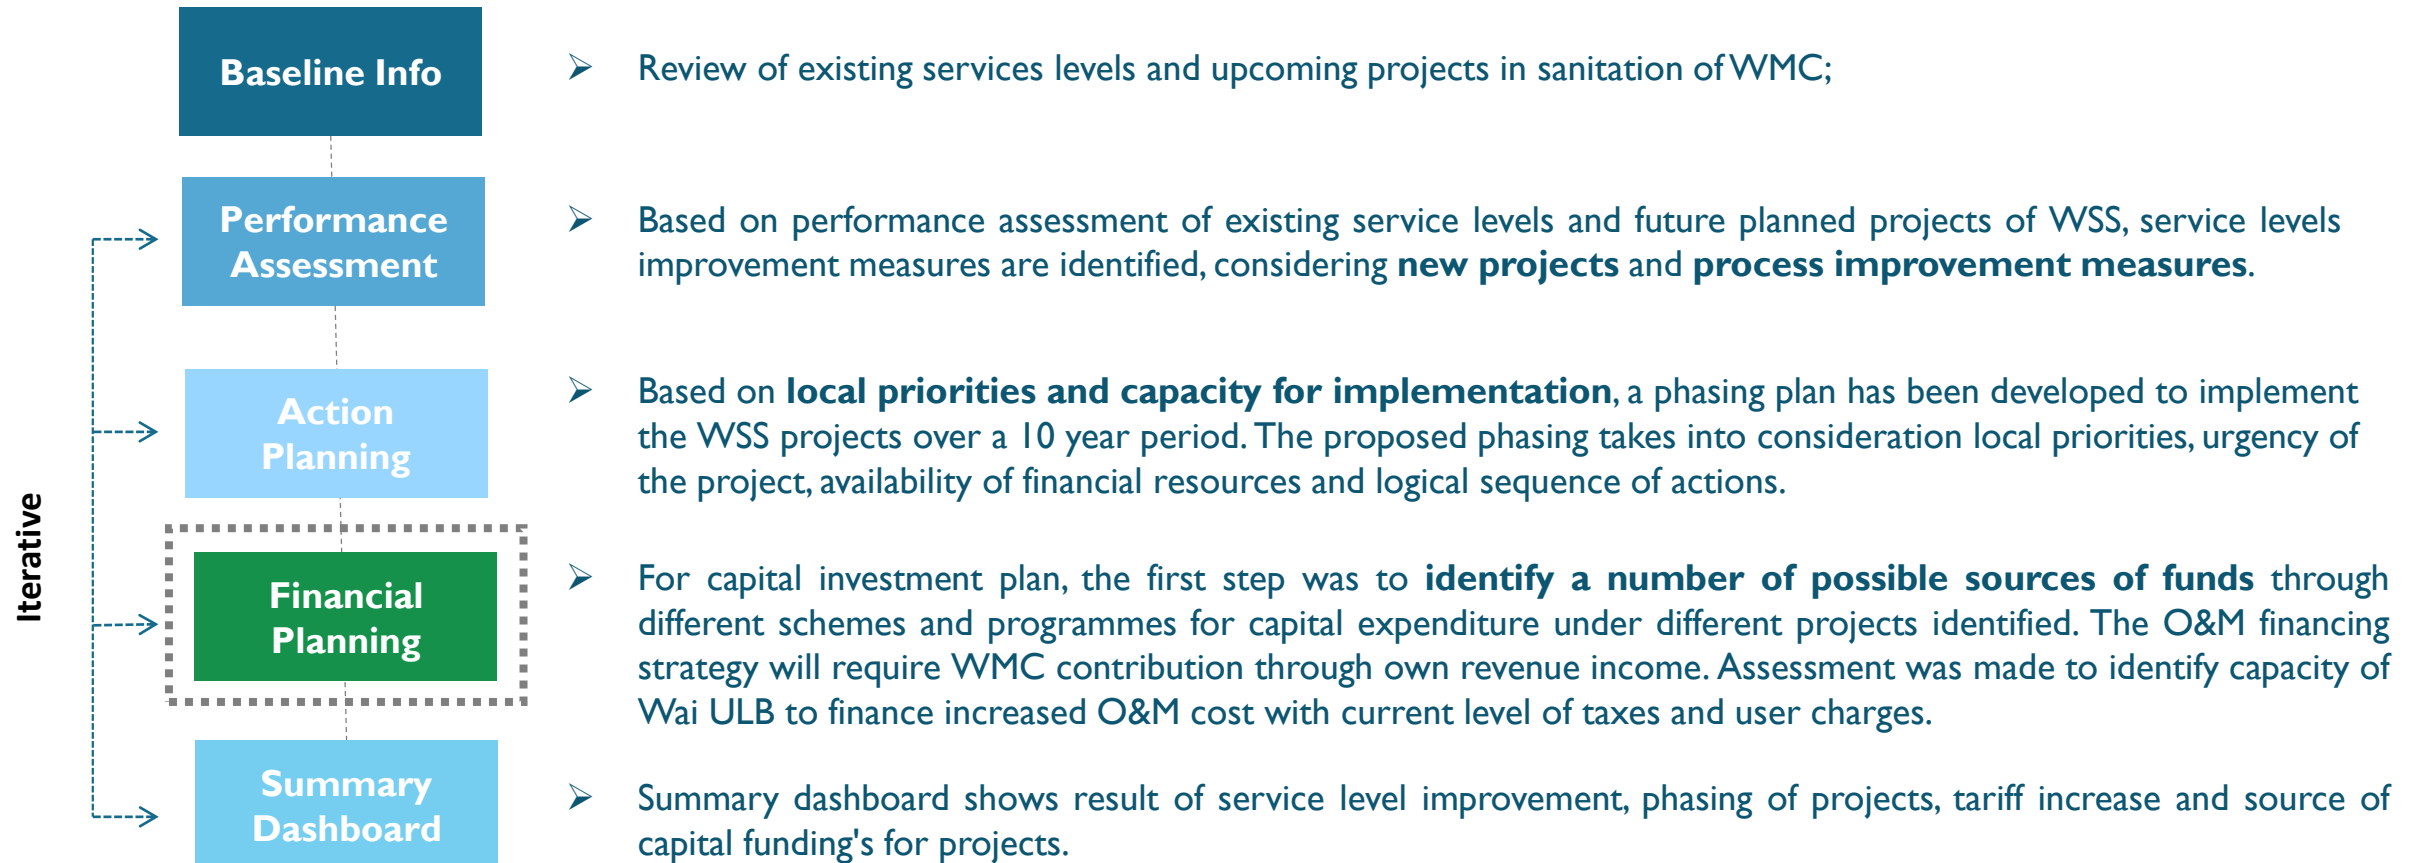 Baseline Info
➢ Review of existing services levels and upcoming projects in sanitation of WMC;
Performance
Assessment
➢ Based on performance assessment of existing service levels and future planned projects of WSS, service levels
improvement measures are identified, considering new projects and process improvement measures.
Action
Planning
➢ Based on local priorities and capacity for implementation, a phasing plan has been developed to implement
the WSS projects over a 10 year period. The proposed phasing takes into consideration local priorities, urgency of
the project, availability of financial resources and logical sequence of actions.
Iterative
Financial
Planning
➢ For capital investment plan, the first step was to identify a number of possible sources of funds through
different schemes and programmes for capital expenditure under different projects identified. The O&M financing
strategy will require WMC contribution through own revenue income. Assessment was made to identify capacity of
Wai ULB to finance increased O&M cost with current level of taxes and user charges.
Summary
Dashboard
➢ Summary dashboard shows result of service level improvement, phasing of projects, tariff increase and source of
capital funding's for projects.